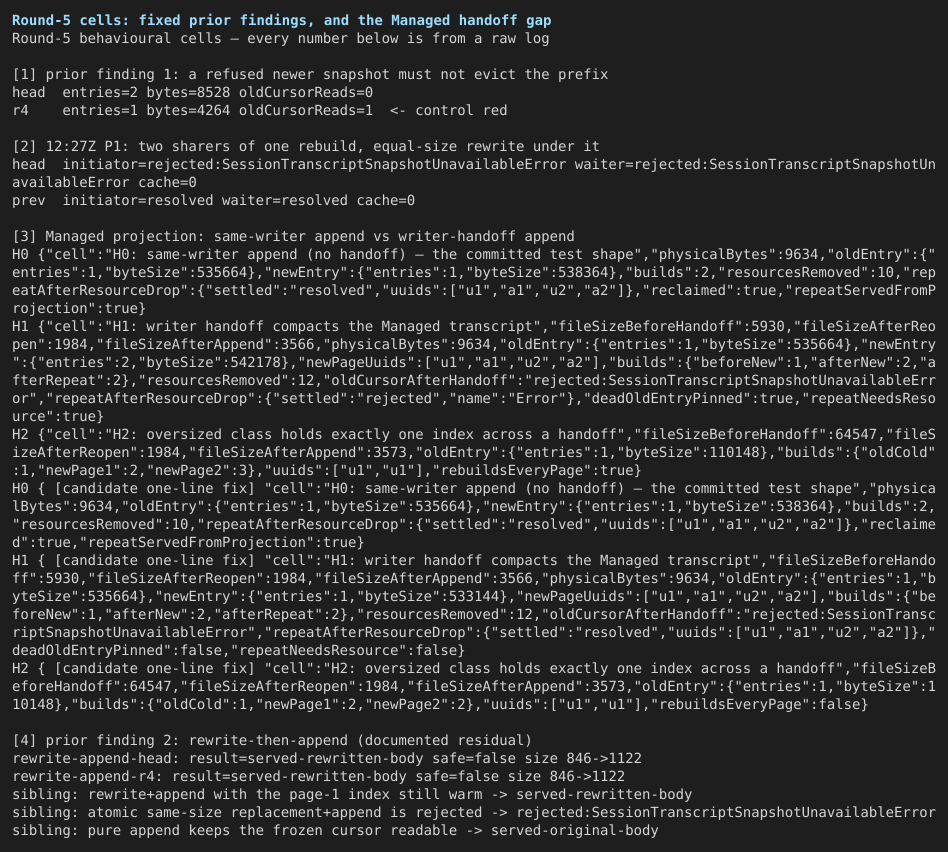 Round-5 cells: fixed prior findings, and the Managed handoff gap
Round-5 behavioural cells — every number below is from a raw log
[1] prior finding 1: a refused newer snapshot must not evict the prefix
head  entries=2 bytes=8528 oldCursorReads=0
r4    entries=1 bytes=4264 oldCursorReads=1  <- control red
[2] 12:27Z P1: two sharers of one rebuild, equal-size rewrite under it
head  initiator=rejected:SessionTranscriptSnapshotUnavailableError waiter=rejected:SessionTranscriptSnapshotUn
availableError cache=0
prev  initiator=resolved waiter=resolved cache=0
[3] Managed projection: same-writer append vs writer-handoff append
H0 {"cell":"H0: same-writer append (no handoff) — the committed test shape","physicalBytes":9634,"oldEntry":{"
entries":1,"byteSize":535664},"newEntry":{"entries":1,"byteSize":538364},"builds":2,"resourcesRemoved":10,"rep
eatAfterResourceDrop":{"settled":"resolved","uuids":["u1","a1","u2","a2"]},"reclaimed":true,"repeatServedFromP
rojection":true}
H1 {"cell":"H1: writer handoff compacts the Managed transcript","fileSizeBeforeHandoff":5930,"fileSizeAfterReo
pen":1984,"fileSizeAfterAppend":3566,"physicalBytes":9634,"oldEntry":{"entries":1,"byteSize":535664},"newEntry
":{"entries":2,"byteSize":542178},"newPageUuids":["u1","a1","u2","a2"],"builds":{"beforeNew":1,"afterNew":2,"a
fterRepeat":2},"resourcesRemoved":12,"oldCursorAfterHandoff":"rejected:SessionTranscriptSnapshotUnavailableErr
or","repeatAfterResourceDrop":{"settled":"rejected","name":"Error"},"deadOldEntryPinned":true,"repeatNeedsReso
urce":true}
H2 {"cell":"H2: oversized class holds exactly one index across a handoff","fileSizeBeforeHandoff":64547,"fileS
izeAfterReopen":1984,"fileSizeAfterAppend":3573,"oldEntry":{"entries":1,"byteSize":110148},"builds":{"oldCold"
:1,"newPage1":2,"newPage2":3},"uuids":["u1","u1"],"rebuildsEveryPage":true}
H0 { [candidate one-line fix] "cell":"H0: same-writer append (no handoff) — the committed test shape","physica
lBytes":9634,"oldEntry":{"entries":1,"byteSize":535664},"newEntry":{"entries":1,"byteSize":538364},"builds":2,
"resourcesRemoved":10,"repeatAfterResourceDrop":{"settled":"resolved","uuids":["u1","a1","u2","a2"]},"reclaime
d":true,"repeatServedFromProjection":true}
H1 { [candidate one-line fix] "cell":"H1: writer handoff compacts the Managed transcript","fileSizeBeforeHando
ff":5930,"fileSizeAfterReopen":1984,"fileSizeAfterAppend":3566,"physicalBytes":9634,"oldEntry":{"entries":1,"b
yteSize":535664},"newEntry":{"entries":1,"byteSize":533144},"newPageUuids":["u1","a1","u2","a2"],"builds":{"be
foreNew":1,"afterNew":2,"afterRepeat":2},"resourcesRemoved":12,"oldCursorAfterHandoff":"rejected:SessionTransc
riptSnapshotUnavailableError","repeatAfterResourceDrop":{"settled":"resolved","uuids":["u1","a1","u2","a2"]},"
deadOldEntryPinned":false,"repeatNeedsResource":false}
H2 { [candidate one-line fix] "cell":"H2: oversized class holds exactly one index across a handoff","fileSizeB
eforeHandoff":64547,"fileSizeAfterReopen":1984,"fileSizeAfterAppend":3573,"oldEntry":{"entries":1,"byteSize":1
10148},"builds":{"oldCold":1,"newPage1":2,"newPage2":2},"uuids":["u1","u1"],"rebuildsEveryPage":false}
[4] prior finding 2: rewrite-then-append (documented residual)
rewrite-append-head: result=served-rewritten-body safe=false size 846->1122
rewrite-append-r4: result=served-rewritten-body safe=false size 846->1122
sibling: rewrite+append with the page-1 index still warm -> served-rewritten-body
sibling: atomic same-size replacement+append is rejected -> rejected:SessionTranscriptSnapshotUnavailableError
sibling: pure append keeps the frozen cursor readable -> served-original-body